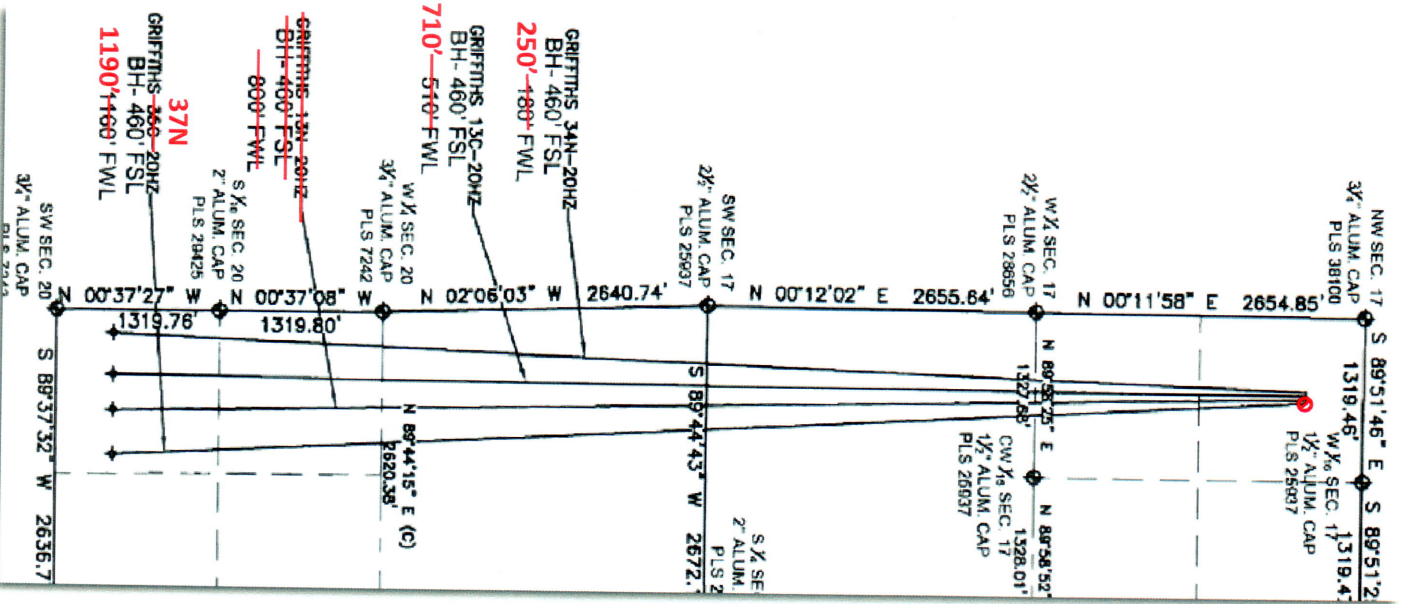 GRIFFITHS 360-20HZ
37N
BH- 460' FSL
1190' 1160' FWL
GRIFFITHS 13N-20HZ
BH- 460' FSL
800' FWL
GRIFFITHS 13C-20HZ
BH- 460' FSL
710' 510' FWL
GRIFFITHS 34N-20HZ
BH- 460' FSL
250' 180' FWL
SW SEC. 20
3¼" ALUM. CAP
S 1/16 SEC. 20
2" ALUM. CAP
PLS 29425
W ¼ SEC. 20
3¼" ALUM. CAP
PLS 7242
SW SEC. 17
2½" ALUM. CAP
PLS 25937
W ¼ SEC. 17
2½" ALUM. CAP
PLS 28656
NW SEC. 17
3¼" ALUM. CAP
PLS 38100
N 00°37'27" W
1319.76'
N 00°37'08" W
1319.80'
N 02°06'03" W 2640.74'
N 00°12'02" E 2655.64'
N 00°11'58" E 2654.85'
S 89°37'32" W 2636.7
N 89°44'15" E (C)
2620.38'
S 89°44'43" W 2672.
S ¼ SE
2" ALUM.
PLS 2
N 89°58'25" E
1327.68'
CW 1/16 SEC. 17
1½" ALUM. CAP
PLS 25937
N 89°58'52"
1328.01'
S 89°51'46" E
1319.46'
W 1/16 SEC. 17
1½" ALUM. CAP
PLS 25937
S 89°51'2
1319.4